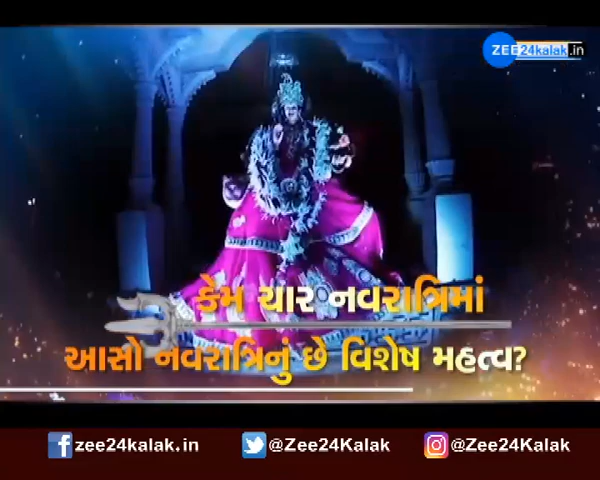 ZEE24kalak.in
કેમ ચાર નવરાત્રિમાં
આસો નવરાત્રિનું છે વિશેષ મહત્વ?
zee24kalak.in
@Zee24Kalak
@Zee24Kalak